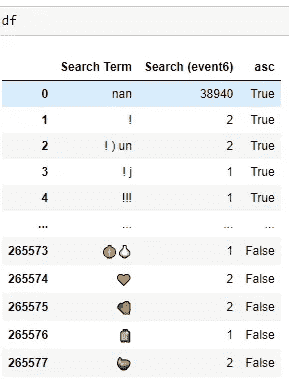 df
Search Term Search (event6) asc
0 nan 38940 True
1 ! 2 True
2 ! ) un 2 True
3 ! j 1 True
4 !!! 1 True
... ... ... ...
265573 1 False
265574 2 False
265575 2 False
265576 1 False
265577 2 False